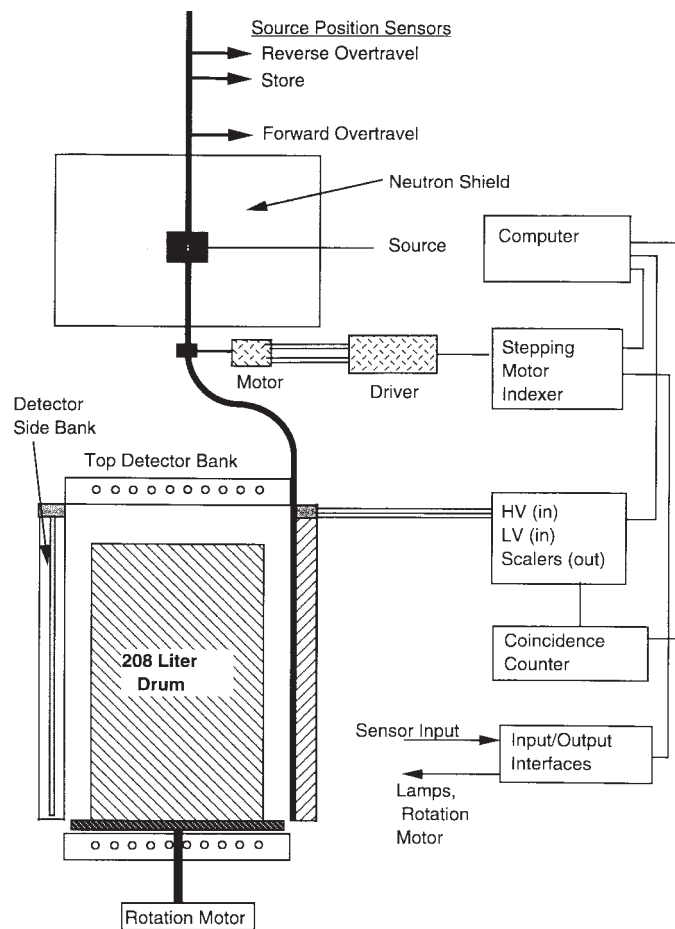 Source Position Sensors
Reverse Overtravel
Store
Forward Overtravel
Neutron Shield
Source
Computer
Motor
Driver
Stepping
Motor
Indexer
Detector
Side Bank
Top Detector Bank
HV (in)
LV (in)
Scalers (out)
208 Liter
Drum
Coincidence
Counter
Sensor Input
Input/Output
Interfaces
Lamps,
Rotation
Motor
Rotation Motor